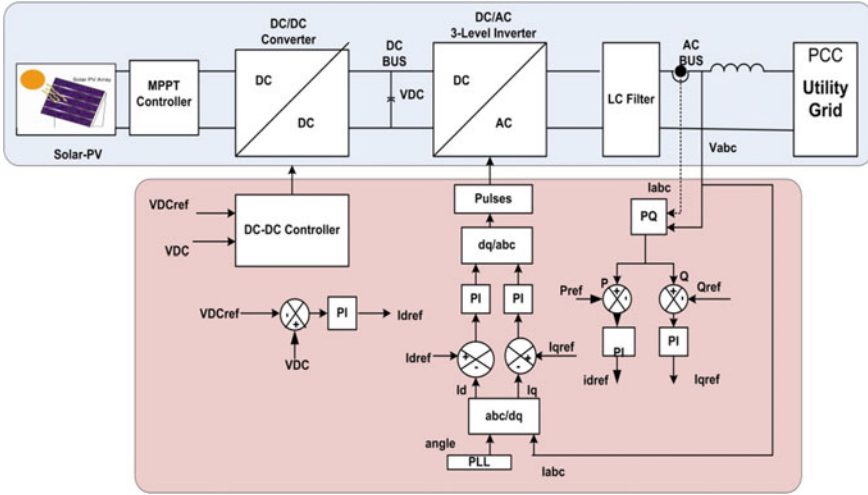 DC/DC
Converter
DC
BUS
DC/AC
3-Level Inverter
AC
BUS
Solar-PV Array
MPPT
Controller
DC
DC
VDC
DC
AC
LC Filter
PCC
Utility
Grid
Solar-PV
Vabc
Iabc
VDCref
VDC
DC-DC Controller
Pulses
dq/abc
PQ
PI
PI
P
Q
Pref
Qref
+
-
+
-
VDCref
-
+
PI
Idref
VDC
Idref
+
-
+
-
Iqref
PI
PI
idref
Iqref
Id
Iq
abc/dq
angle
PLL
Iabc